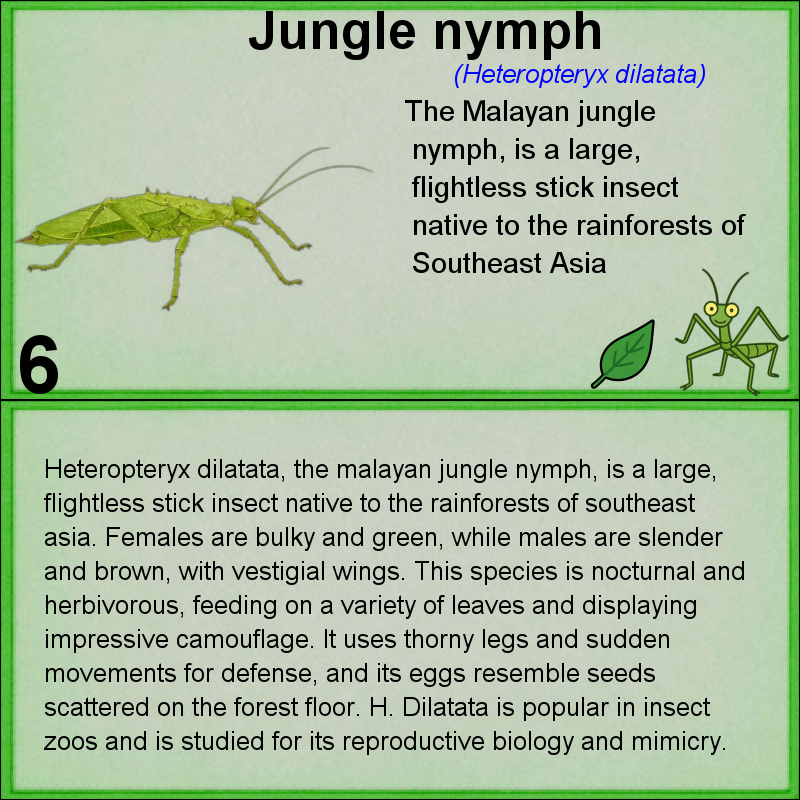 Jungle nymph
(Heteropteryx dilatata)
The Malayan jungle
nymph, is a large,
flightless stick insect
native to the rainforests of
Southeast Asia
6
Heteropteryx dilatata, the malayan jungle nymph, is a large,
flightless stick insect native to the rainforests of southeast
asia. Females are bulky and green, while males are slender
and brown, with vestigial wings. This species is nocturnal and
herbivorous, feeding on a variety of leaves and displaying
impressive camouflage. It uses thorny legs and sudden
movements for defense, and its eggs resemble seeds
scattered on the forest floor. H. Dilatata is popular in insect
zoos and is studied for its reproductive biology and mimicry.